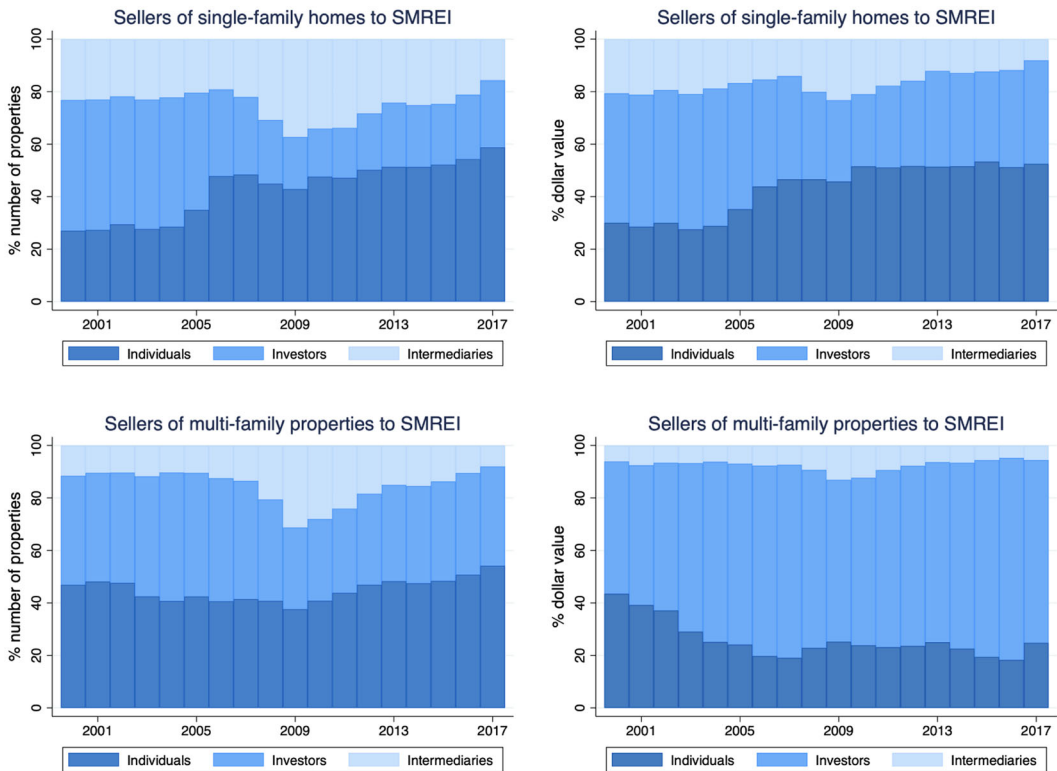 Sellers of single-family homes to SMREI
% number of properties
100
80
60
40
20
0
2001 2005 2009 2013 2017
Individuals Investors Intermediaries
Sellers of single-family homes to SMREI
% dollar value
100
80
60
40
20
0
2001 2005 2009 2013 2017
Individuals Investors Intermediaries
Sellers of multi-family properties to SMREI
% number of properties
100
80
60
40
20
0
2001 2005 2009 2013 2017
Individuals Investors Intermediaries
Sellers of multi-family properties to SMREI
% dollar value
100
80
60
40
20
0
2001 2005 2009 2013 2017
Individuals Investors Intermediaries